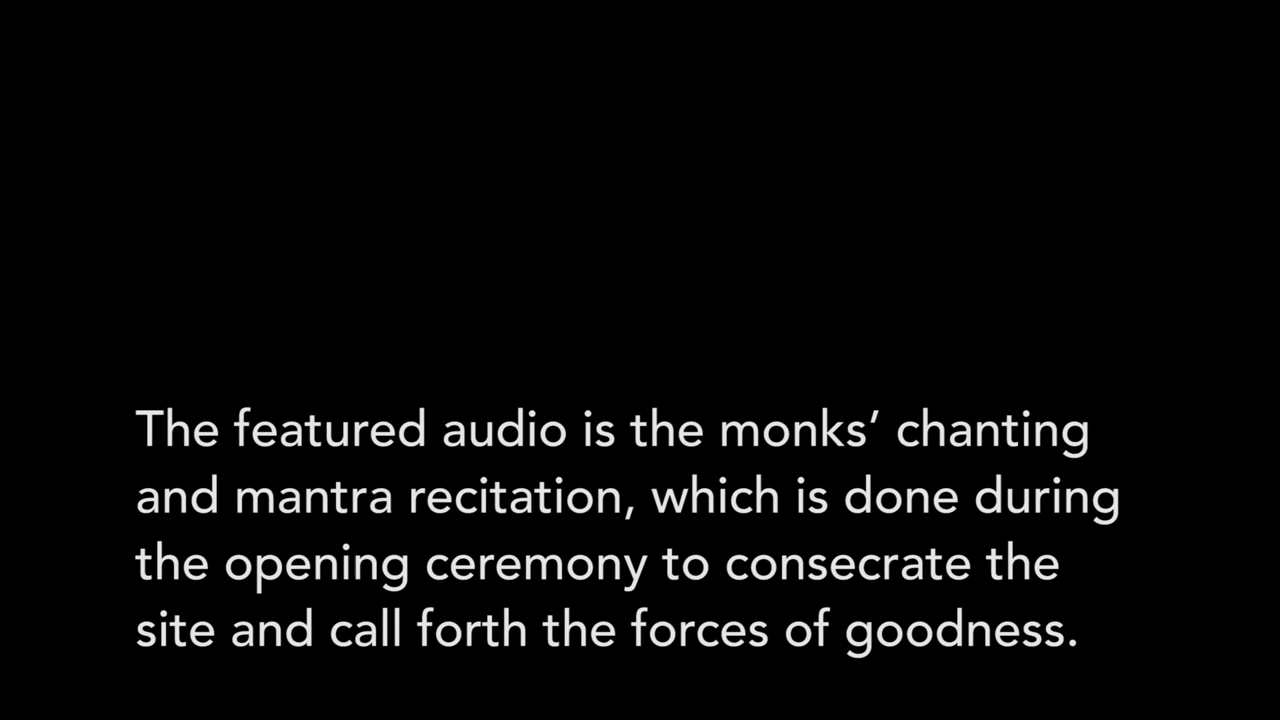 The featured audio is the monks’ chanting
and mantra recitation, which is done during
the opening ceremony to consecrate the
site and call forth the forces of goodness.